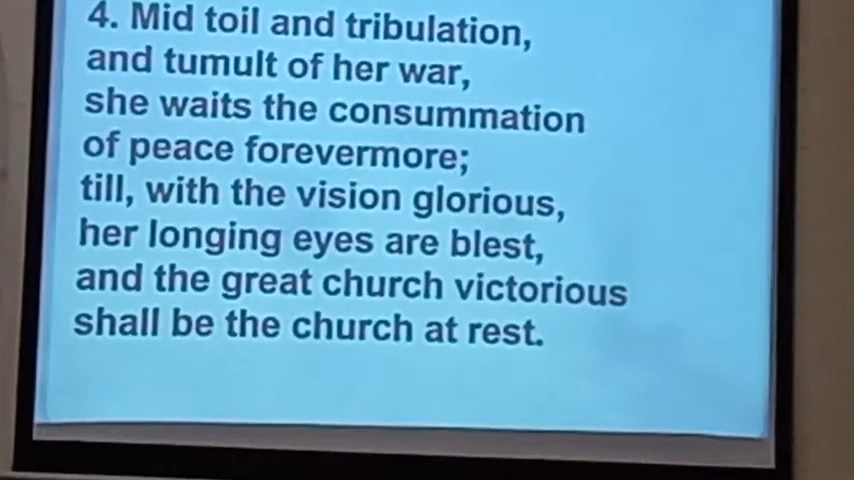 4. Mid toil and tribulation,
and tumult of her war,
she waits the consummation
of peace forevermore;
till, with the vision glorious,
her longing eyes are blest,
and the great church victorious
shall be the church at rest.